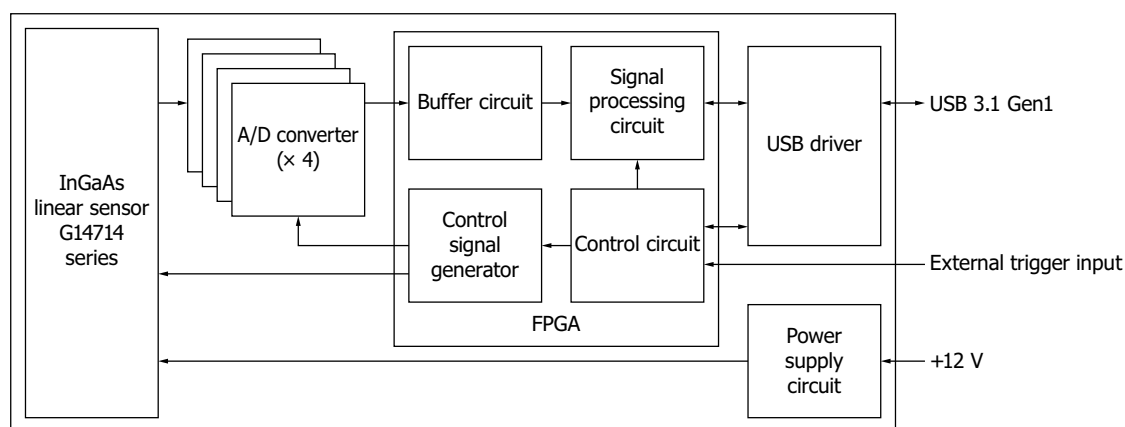 InGaAs
linear sensor
G14714
series
A/D converter
(× 4)
Buffer circuit
Signal
processing
circuit
USB driver
USB 3.1 Gen1
Control
signal
generator
Control circuit
External trigger input
FPGA
Power
supply
circuit
+12 V